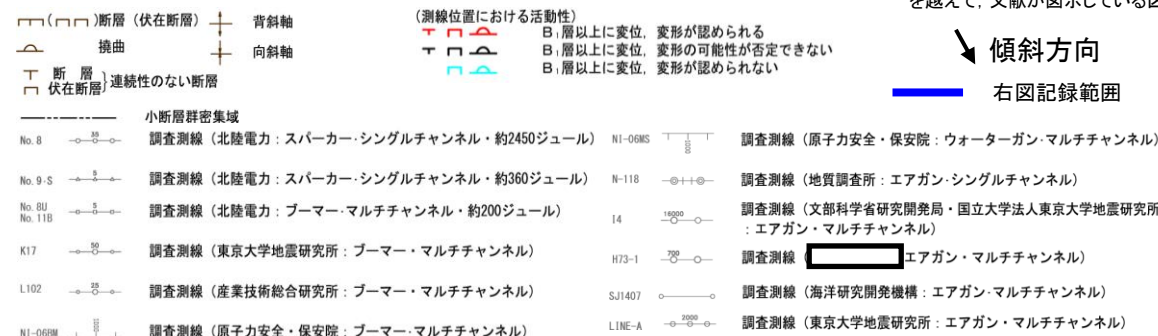 を越えて，文献が図示している区
(測線位置における活動性)
断層（伏在断層）
背斜軸
B1層以上に変位，変形が認められる
撓曲
向斜軸
B1層以上に変位，変形の可能性が否定できない
B1層以上に変位，変形が認められない
断　層
伏在断層
連続性のない断層
傾斜方向
右図記録範囲
小断層群密集域
No. 8 35 調査測線（北陸電力：スパーカー・シングルチャンネル・約2450ジュール）
No. 9-S 5 調査測線（北陸電力：スパーカー・シングルチャンネル・約360ジュール）
No. 8U
No. 11B 5 調査測線（北陸電力：ブーマー・マルチチャンネル・約200ジュール）
K17 50 調査測線（東京大学地震研究所：ブーマー・マルチチャンネル）
L102 25 調査測線（産業技術総合研究所：ブーマー・マルチチャンネル）
NI-06BM 調査測線（原子力安全・保安院：ブーマー・マルチチャンネル）
NI-06MS 調査測線（原子力安全・保安院：ウォーターガン・マルチチャンネル）
N-118 調査測線（地質調査所：エアガン・シングルチャンネル）
I4 16000 調査測線（文部科学省研究開発局・国立大学法人東京大学地震研究所
：エアガン・マルチチャンネル）
H73-1 700 調査測線（ エアガン・マルチチャンネル）
SJ1407 調査測線（海洋研究開発機構：エアガン・マルチチャンネル）
LINE-A 2000 調査測線（東京大学地震研究所：エアガン・マルチチャンネル）